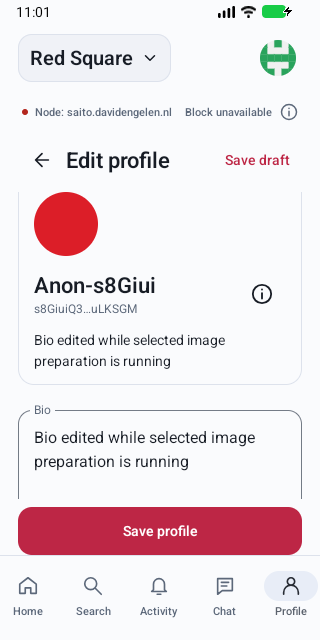 11:01
Red Square
Node: saito.davidengelen.nl Block unavailable
Edit profile
Save draft
Anon-s8Giui
s8GiuiQ3…uLKSGM
Bio edited while selected image
preparation is running
Bio
Bio edited while selected image
preparation is running
Save profile
Home Search Activity Chat Profile